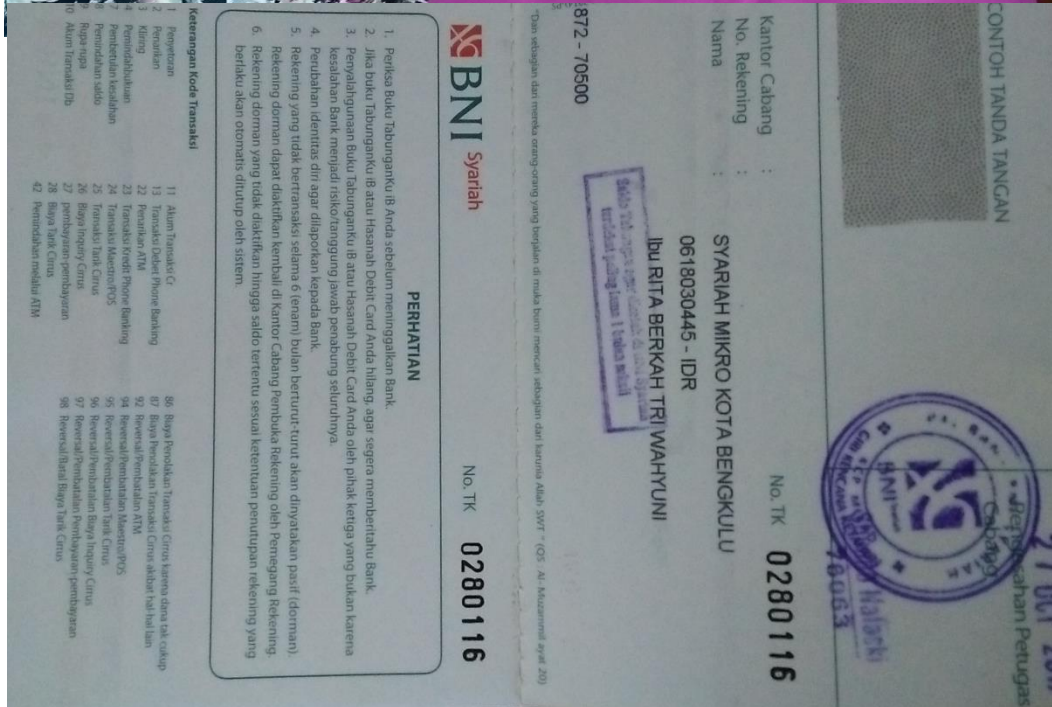 CONTOH TANDA TANGAN
Pengesahan Petugas
Cabang
BNI
Kantor Cabang : SYARIAH MIKRO KOTA BENGKULU
No. Rekening : 0618030445 - IDR
Nama : Ibu RITA BERKAH TRI WAHYUNI
No. TK 0280116
872 - 70500
"Dan sebagian dari mereka orang-orang yang berjalan di muka bumi mencari sebagian dari karunia Allah SWT " (QS Al- Muzammil ayat 20)
BNI Syariah
No. TK 0280116
PERHATIAN
1. Periksa Buku TabunganKu iB Anda sebelum meninggalkan Bank.
2. Jika buku TabunganKu iB atau Hasanah Debit Card Anda hilang, agar segera memberitahu Bank.
3. Penyalahgunaan Buku TabunganKu iB atau Hasanah Debit Card Anda oleh pihak ketiga yang bukan karena
kesalahan Bank menjadi risiko/tanggung jawab penabung seluruhnya.
4. Perubahan identitas diri agar dilaporkan kepada Bank.
5. Rekening yang tidak bertransaksi selama 6 (enam) bulan berturut-turut akan dinyatakan pasif (dorman).
Rekening dorman dapat diaktifkan kembali di Kantor Cabang Pembuka Rekening oleh Pemegang Rekening.
6. Rekening dorman yang tidak diaktifkan hingga saldo tertentu sesuai ketentuan penutupan rekening yang
berlaku akan otomatis ditutup oleh sistem.
Keterangan Kode Transaksi
1 Penyetoran
2 Penarikan
3 Kliring
4 Pemindahbukuan
7 Pembetulan kesalahan
8 Pemindahan saldo
9 Rupa-rupa
10 Akum Transaksi Db
11 Akum Transaksi Cr
13 Transaksi Debet Phone Banking
22 Penarikan ATM
23 Transaksi Kredit Phone Banking
24 Transaksi Maestro/POS
25 Transaksi Tarik Cirrus
26 Biaya Inquiry Cirrus
27 pembayaran-pembayaran
28 Biaya Tarik Cirrus
42 Pemindahan melalui ATM
86 Biaya Penolakan Transaksi Cirrus karena dana tak cukup
87 Biaya Penolakan Transaksi Cirrus akibat hal-hal lain
92 Reversal/Pembatalan ATM
94 Reversal/Pembatalan Maestro/POS
95 Reversal/Pembatalan Tarik Cirrus
96 Reversal/Pembatalan Biaya Inquiry Cirrus
97 Reversal/Pembatalan Pembayaran-pembayaran
98 Reversal/Batal Biaya Tarik Cirrus